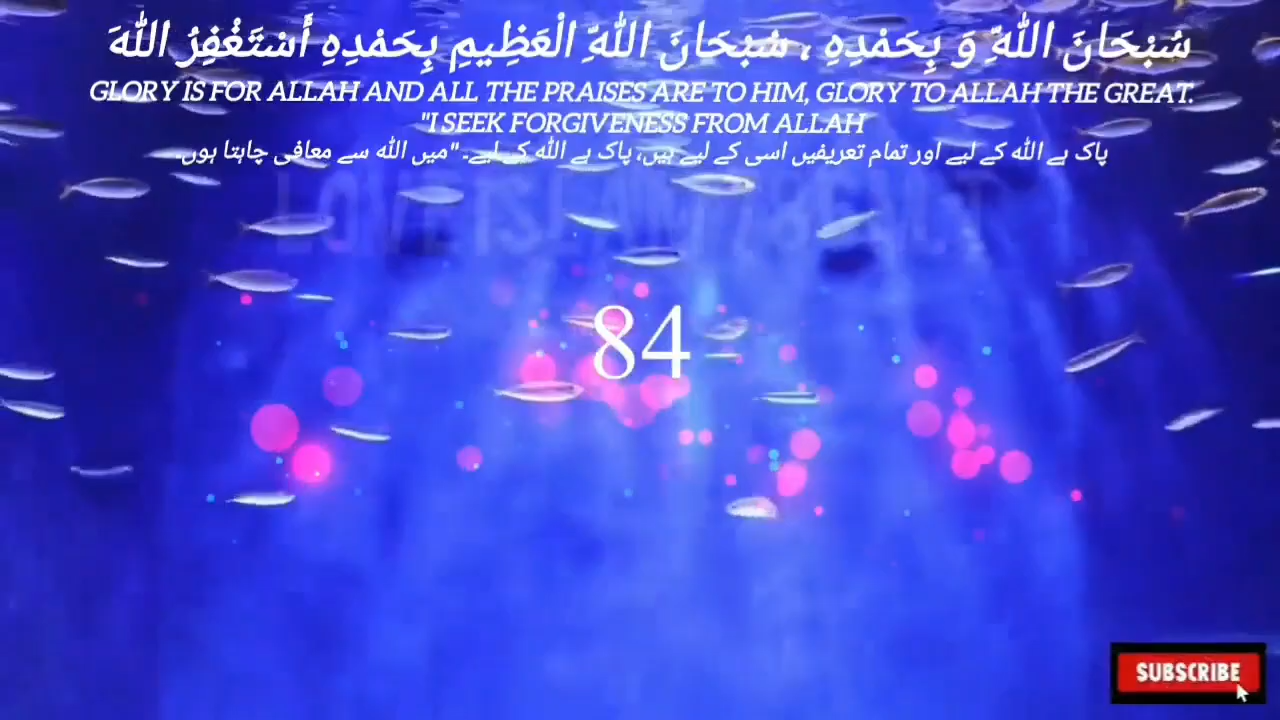 سُبْحَانَ اللّٰهِ وَ بِحَمْدِهِ ، سُبْحَانَ اللّٰهِ الْعَظِيمِ بِحَمْدِهِ أَسْتَغْفِرُ اللّٰهَ
GLORY IS FOR ALLAH AND ALL THE PRAISES ARE TO HIM, GLORY TO ALLAH THE GREAT.
"I SEEK FORGIVENESS FROM ALLAH
پاک ہے اللہ کے لیے اور تمام تعریفیں اسی کے لیے ہیں، پاک ہے اللہ کے لیے۔ "میں اللہ سے معافی چاہتا ہوں۔
84
SUBSCRIBE